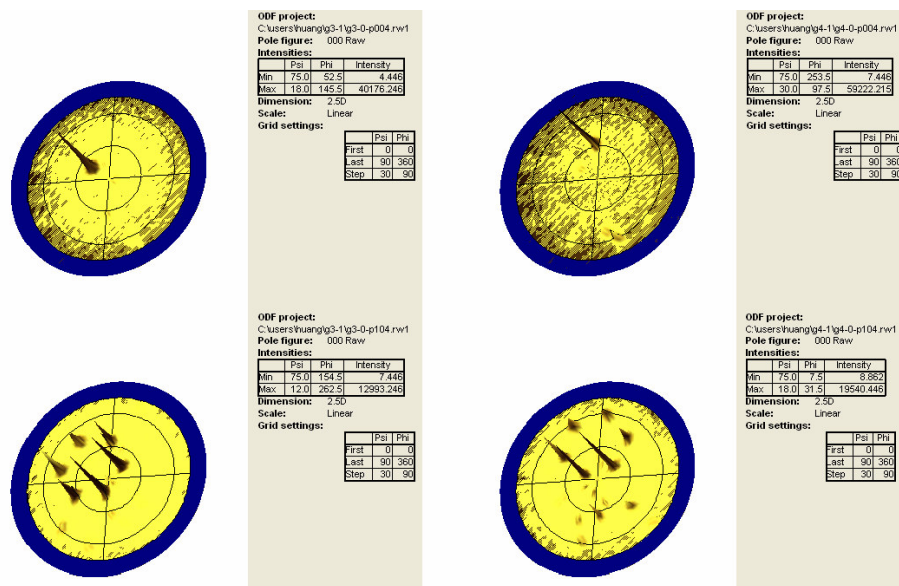 ODF project:
C:\users\huang\g3-1\g3-0-p004.rw1
Pole figure: 000 Raw
Intensities:
Psi Phi Intensity
Min 75.0 52.5 4.446
Max 18.0 145.5 40176.246
Dimension: 2.5D
Scale: Linear
Grid settings:
Psi Phi
First 0 0
Last 90 360
Step 30 90
ODF project:
C:\users\huang\g4-1\g4-0-p004.rw1
Pole figure: 000 Raw
Intensities:
Psi Phi Intensity
Min 75.0 253.5 7.446
Max 30.0 97.5 59222.215
Dimension: 2.5D
Scale: Linear
Grid settings:
Psi Phi
First 0 0
Last 90 360
Step 30 90
ODF project:
C:\users\huang\g3-1\g3-0-p104.rw1
Pole figure: 000 Raw
Intensities:
Psi Phi Intensity
Min 75.0 154.5 7.446
Max 12.0 262.5 12993.246
Dimension: 2.5D
Scale: Linear
Grid settings:
Psi Phi
First 0 0
Last 90 360
Step 30 90
ODF project:
C:\users\huang\g4-1\g4-0-p104.rw1
Pole figure: 000 Raw
Intensities:
Psi Phi Intensity
Min 75.0 7.5 8.862
Max 18.0 31.5 19540.446
Dimension: 2.5D
Scale: Linear
Grid settings:
Psi Phi
First 0 0
Last 90 360
Step 30 90